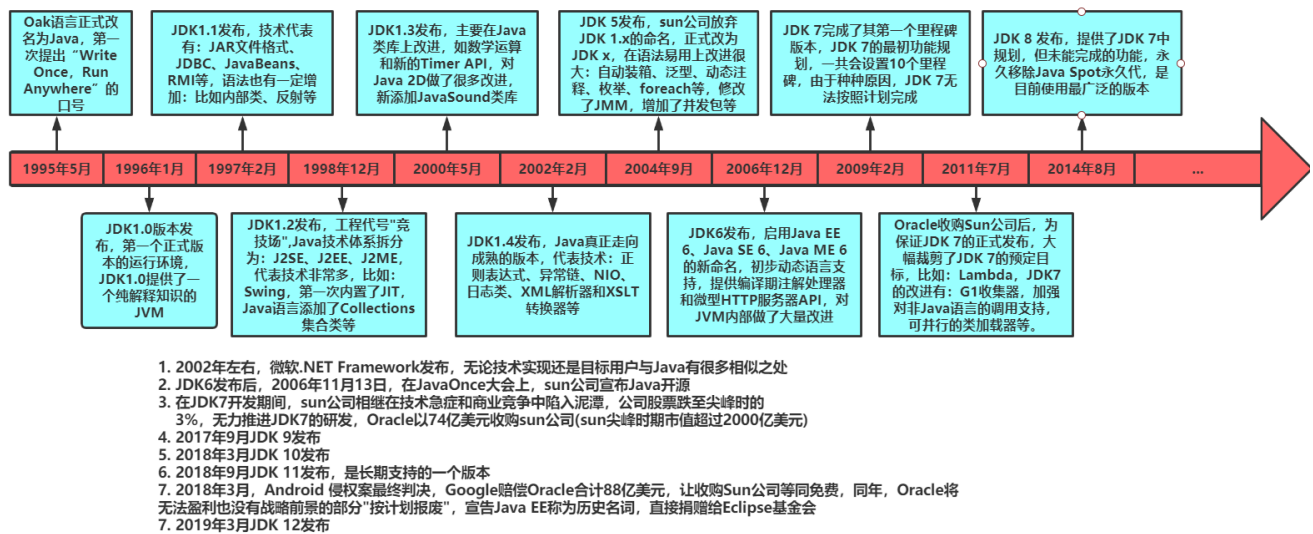 Oak语言正式改
名为Java，第一
次提出“Write
Once，Run
Anywhere”的
口号
JDK1.1发布，技术代表
有：JAR文件格式、
JDBC、JavaBeans、
RMI等，语法也有一定增
加：比如内部类、反射等
JDK1.3发布，主要在Java
类库上改进，如数学运算
和新的Timer API，对
Java 2D做了很多改进，
新添加JavaSound类库
JDK 5发布，sun公司放弃
JDK 1.x的命名，正式改为
JDK x，在语法易用上改进很
大：自动装箱、泛型、动态注
释、枚举、foreach等，修改
了JMM，增加了并发包等
JDK 7完成了其第一个里程碑
版本，JDK 7的最初功能规
划，一共会设置10个里程
碑，由于种种原因，JDK 7无
法按照计划完成
JDK 8 发布，提供了JDK 7中
规划，但未能完成的功能，永
久移除Java Spot永久代，是
目前使用最广泛的版本
1995年5月
1996年1月
1997年2月
1998年12月
2000年5月
2002年2月
2004年9月
2006年12月
2009年2月
2011年7月
2014年8月
...
JDK1.0版本发
布，第一个正式版
本的运行环境，
JDK1.0提供了一
个纯解释知识的
JVM
JDK1.2发布，工程代号"竞
技场",Java技术体系拆分
为：J2SE、J2EE、J2ME，
代表技术非常多，比如：
Swing，第一次内置了JIT，
Java语言添加了Collections
集合类等
JDK1.4发布，Java真正走向
成熟的版本，代表技术：正
则表达式、异常链、NIO、
日志类、XML解析器和XSLT
转换器等
JDK6发布，启用Java EE
6、Java SE 6、Java ME 6
的新命名，初步动态语言支
持，提供编译期注解处理器
和微型HTTP服务器API，对
JVM内部做了大量改进
Oracle收购Sun公司后，为
保证JDK 7的正式发布，大
幅裁剪了JDK 7的预定目
标，比如：Lambda，JDK7
的改进有：G1收集器，加强
对非Java语言的调用支持，
可并行的类加载器等。
1. 2002年左右，微软.NET Framework发布，无论技术实现还是目标用户与Java有很多相似之处
2. JDK6发布后，2006年11月13日，在JavaOnce大会上，sun公司宣布Java开源
3. 在JDK7开发期间，sun公司相继在技术急症和商业竞争中陷入泥潭，公司股票跌至尖峰时的
3%，无力推进JDK7的研发，Oracle以74亿美元收购sun公司(sun尖峰时期市值超过2000亿美元)
4. 2017年9月JDK 9发布
5. 2018年3月JDK 10发布
6. 2018年9月JDK 11发布，是长期支持的一个版本
7. 2018年3月，Android 侵权案最终判决，Google赔偿Oracle合计88亿美元，让收购Sun公司等同免费，同年，Oracle将
无法盈利也没有战略前景的部分"按计划报废"，宣告Java EE称为历史名词，直接捐赠给Eclipse基金会
7. 2019年3月JDK 12发布